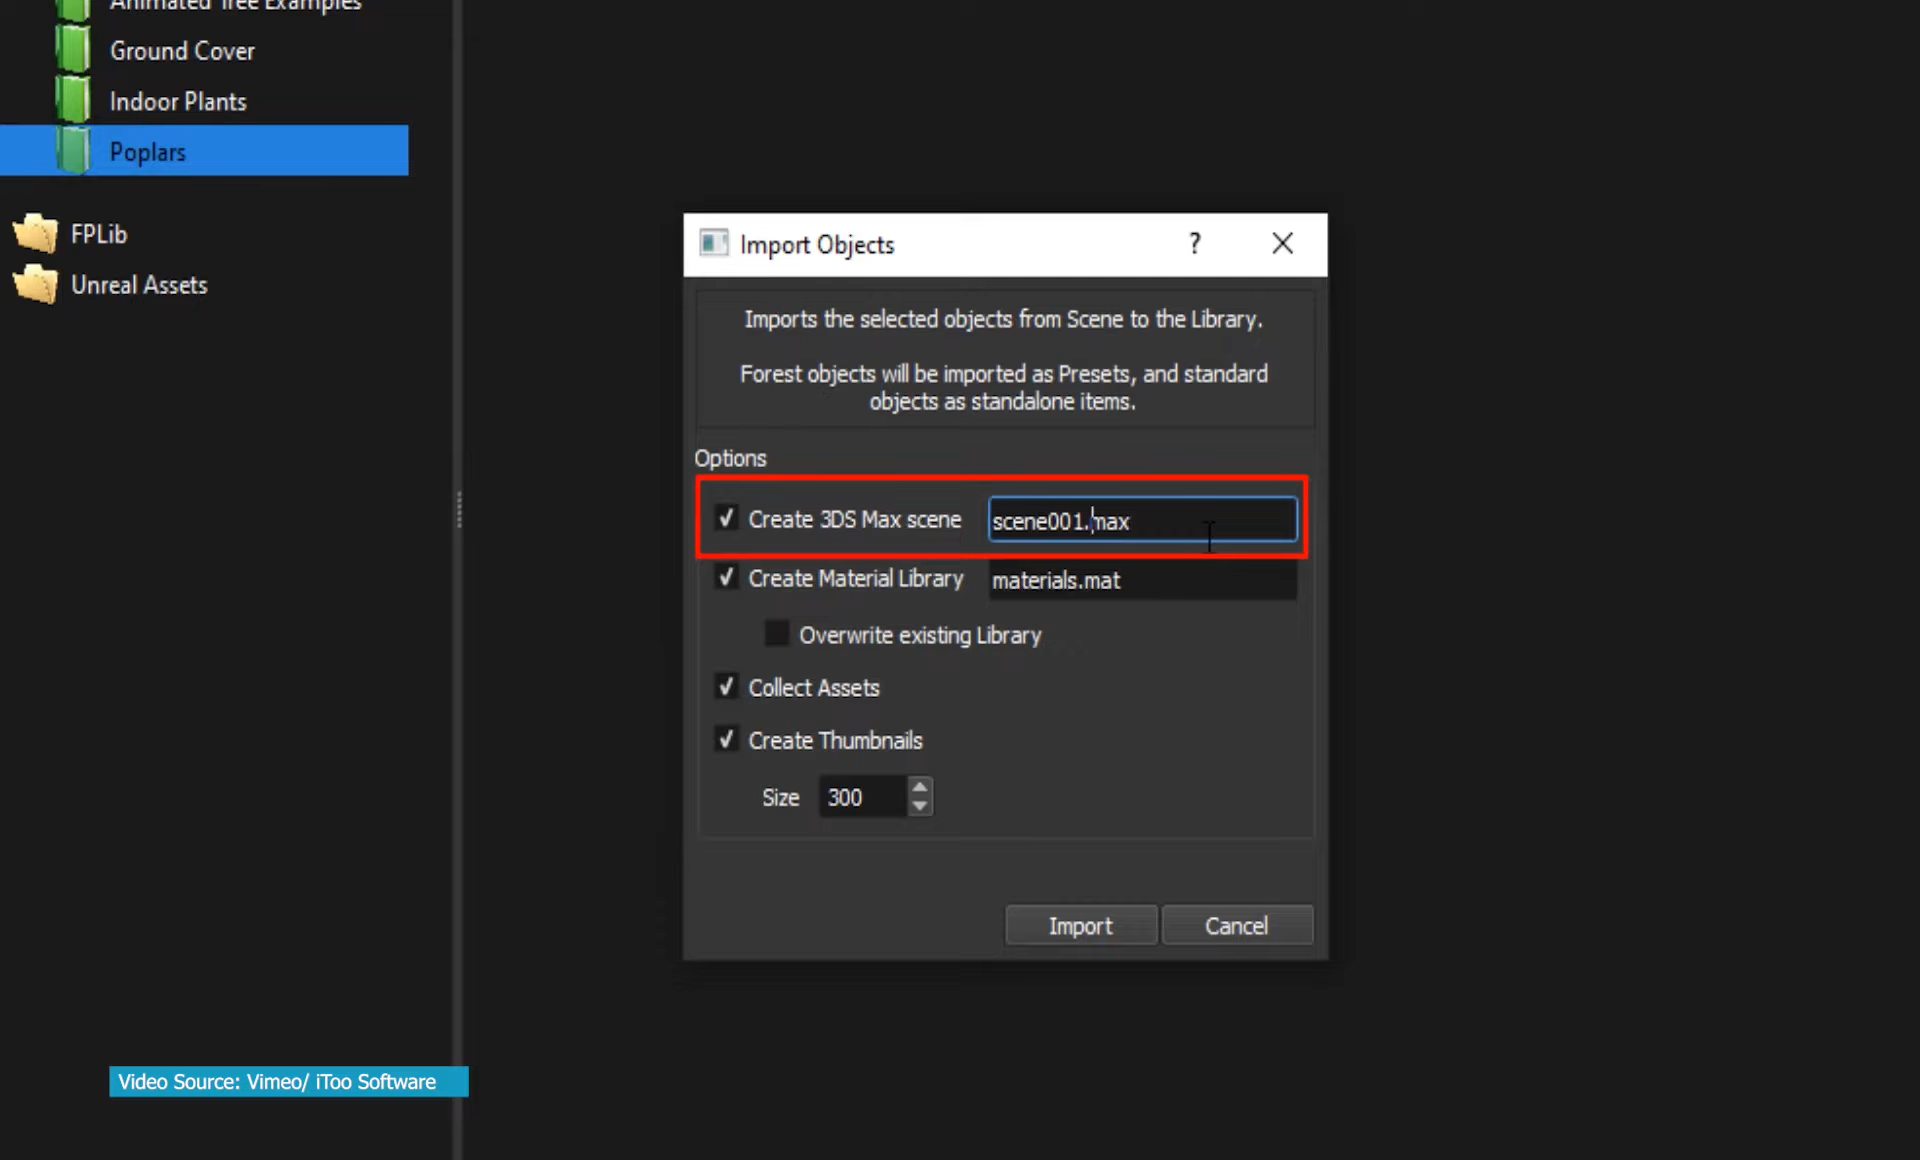 Animated Tree Examples
Ground Cover
Indoor Plants
Poplars
FPLib
Unreal Assets
Import Objects
?
Imports the selected objects from Scene to the Library.
Forest objects will be imported as Presets, and standard
objects as standalone items.
Options
Create 3DS Max scene scene001.max
Create Material Library materials.mat
Overwrite existing Library
Collect Assets
Create Thumbnails
Size 300
Import Cancel
Video Source: Vimeo/ iToo Software